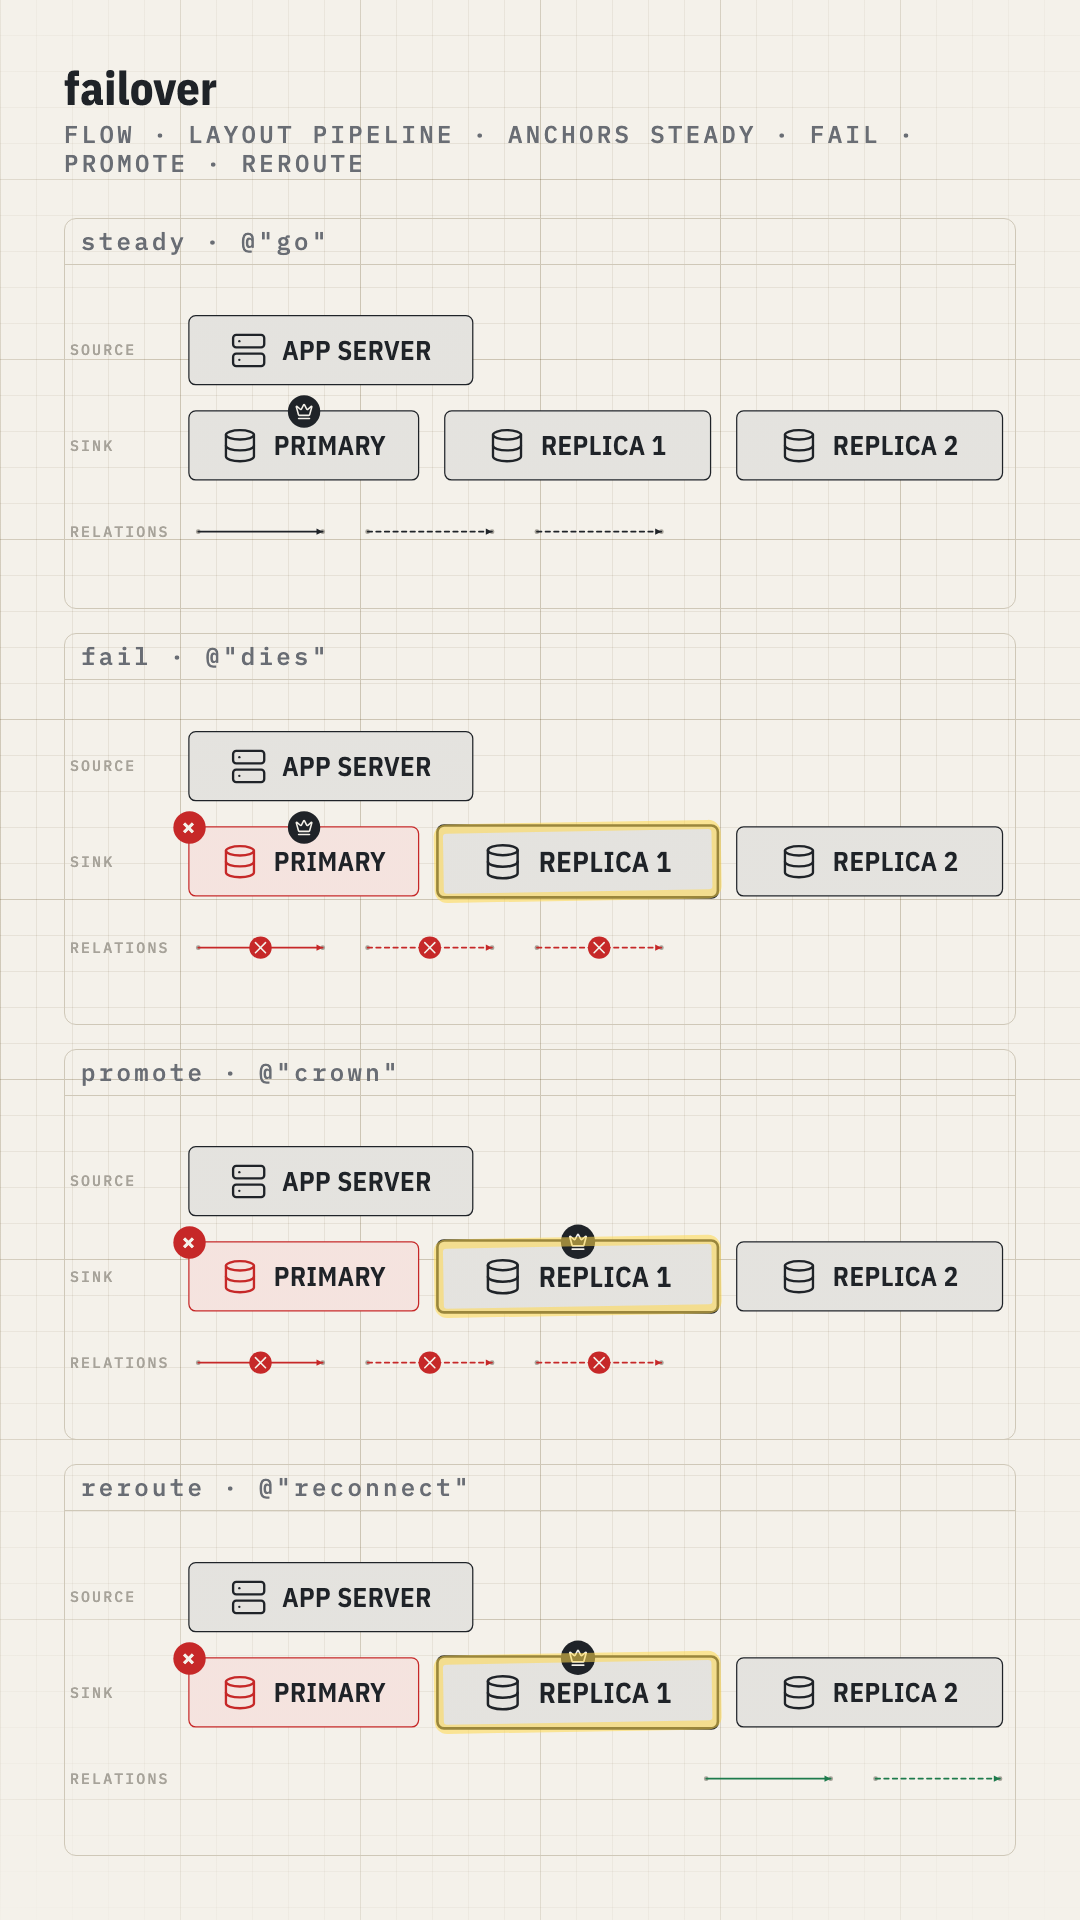 failover
FLOW · LAYOUT PIPELINE · ANCHORS STEADY · FAIL ·
PROMOTE · REROUTE
steady · @"go"
SOURCE
APP SERVER
SINK
PRIMARY
REPLICA 1
REPLICA 2
RELATIONS
fail · @"dies"
SOURCE
APP SERVER
SINK
PRIMARY
REPLICA 1
REPLICA 2
RELATIONS
promote · @"crown"
SOURCE
APP SERVER
SINK
PRIMARY
REPLICA 1
REPLICA 2
RELATIONS
reroute · @"reconnect"
SOURCE
APP SERVER
SINK
PRIMARY
REPLICA 1
REPLICA 2
RELATIONS